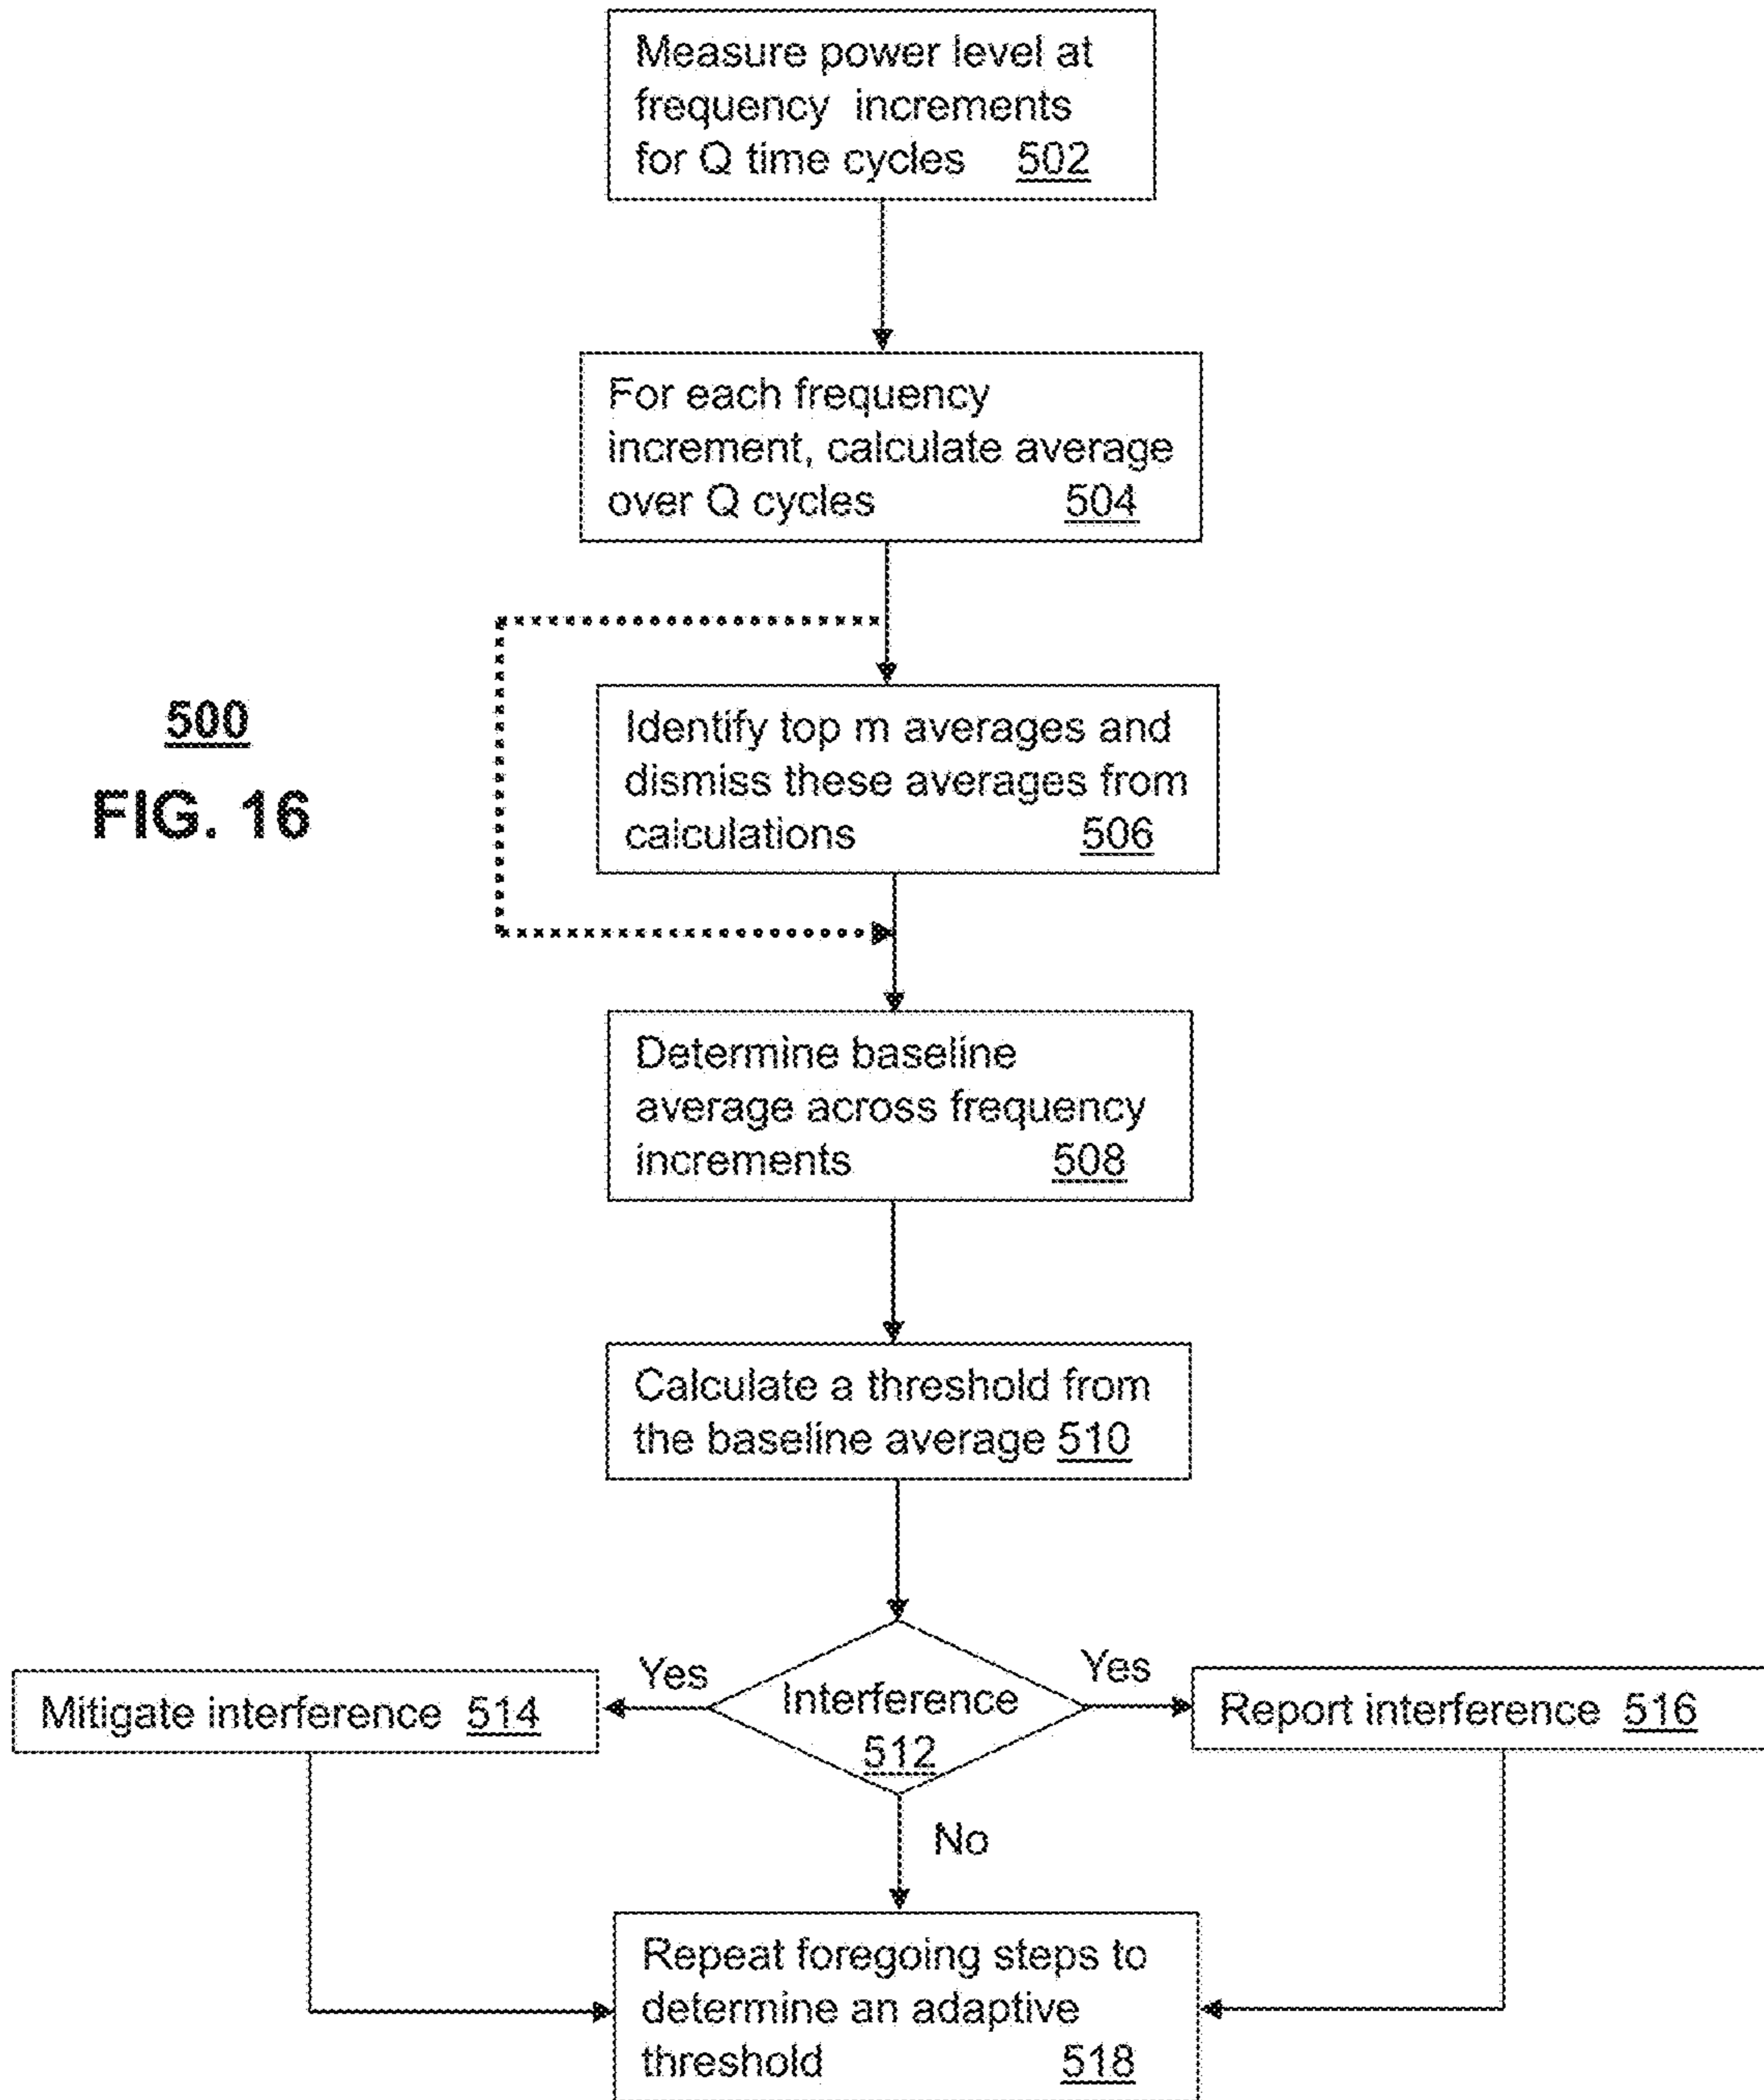 Measure power level at
frequency increments
for Q time cycles 502
For each frequency
increment, calculate average
over Q cycles 504
500
FIG. 16
Identify top m averages and
dismiss these averages from
calculations 506
Determine baseline
average across frequency
increments 508
Calculate a threshold from
the baseline average 510
Yes
Yes
Mitigate interference 514
Interference
512
Report interference 516
No
Repeat foregoing steps to
determine an adaptive
threshold 518